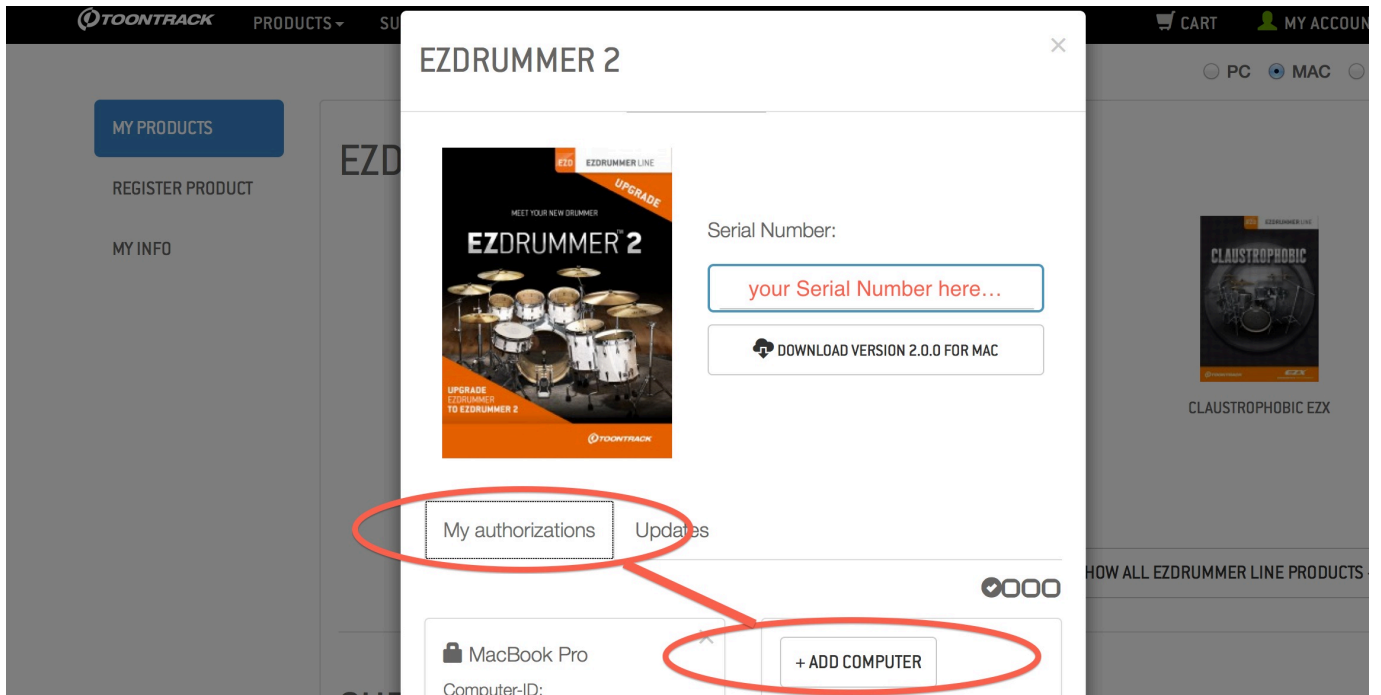 TOONTRACK
PRODUCTS
SU
CART
MY ACCOUN
EZDRUMMER 2
×
PC
MAC
MY PRODUCTS
REGISTER PRODUCT
MY INFO
EZD
EZD EZDRUMMER LINE
UPGRADE
MEET YOUR NEW DRUMMER
EZDRUMMER™ 2
UPGRADE
EZDRUMMER
TO EZDRUMMER 2
TOONTRACK
Serial Number:
your Serial Number here...
DOWNLOAD VERSION 2.0.0 FOR MAC
EZDRUMMER LINE
CLAUSTROPHOBIC
TOONTRACK
EZX
CLAUSTROPHOBIC EZX
My authorizations
Updates
HOW ALL EZDRUMMER LINE PRODUCTS
MacBook Pro
×
Computer-ID:
+ ADD COMPUTER